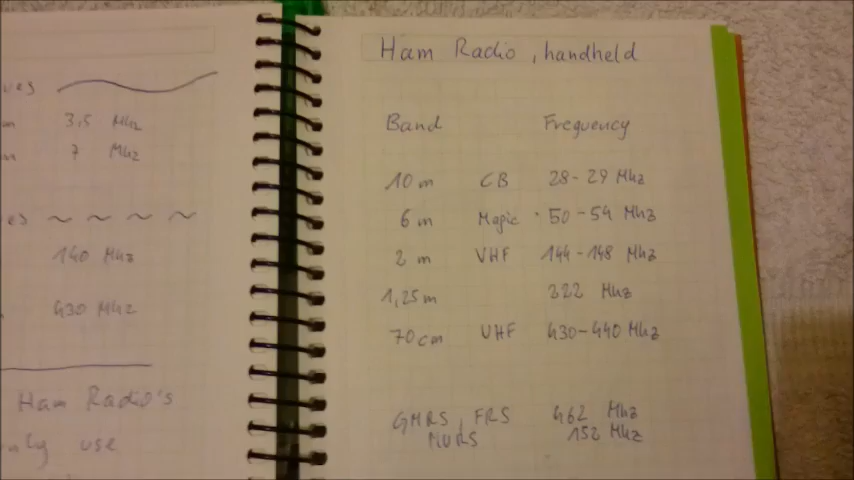 3,5 Mhz
7 Mhz
140 Mhz
430 Mhz
Ham Radio's
use
Ham Radio, handheld
Band Frequency
10 m CB 28-29 Mhz
6 m Magic 50-54 Mhz
2 m VHF 144-148 Mhz
1,25 m 222 Mhz
70 cm UHF 430-440 Mhz
GMRS, FRS 462 Mhz
MURS 152 Mhz